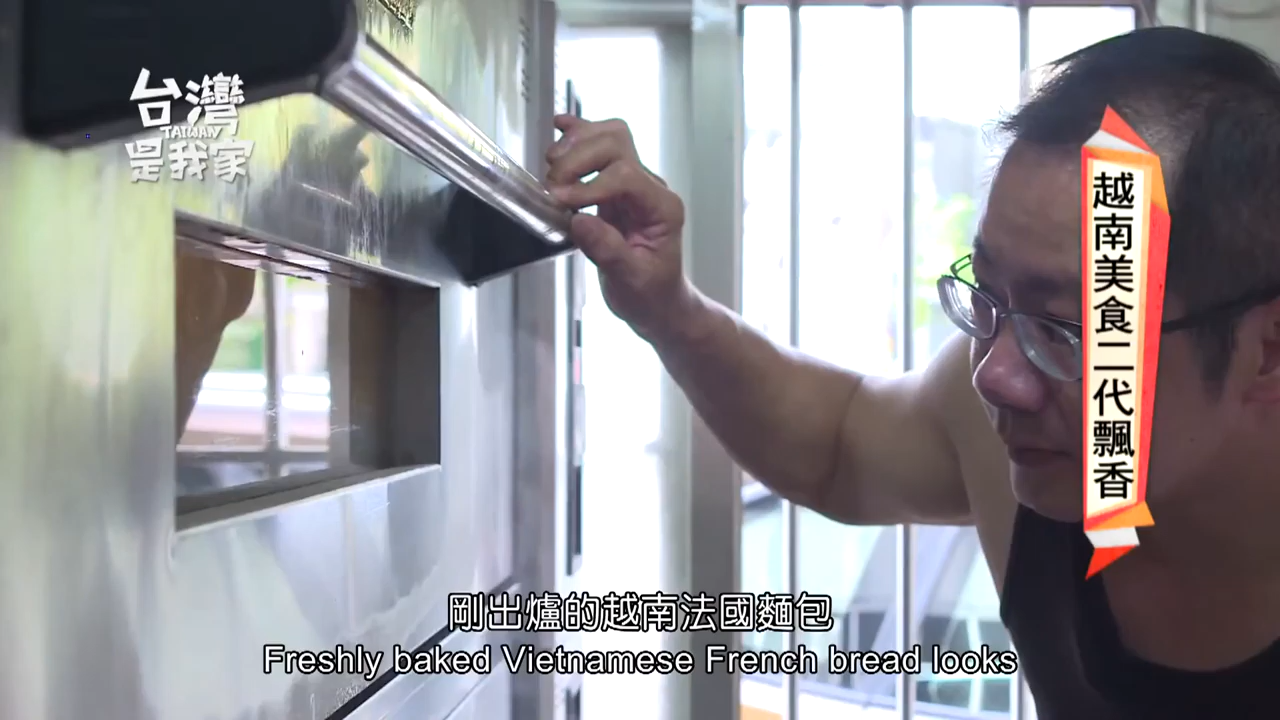 台灣
TAIWAN
是我家
越南美食二代飄香
剛出爐的越南法國麵包
Freshly baked Vietnamese French bread looks